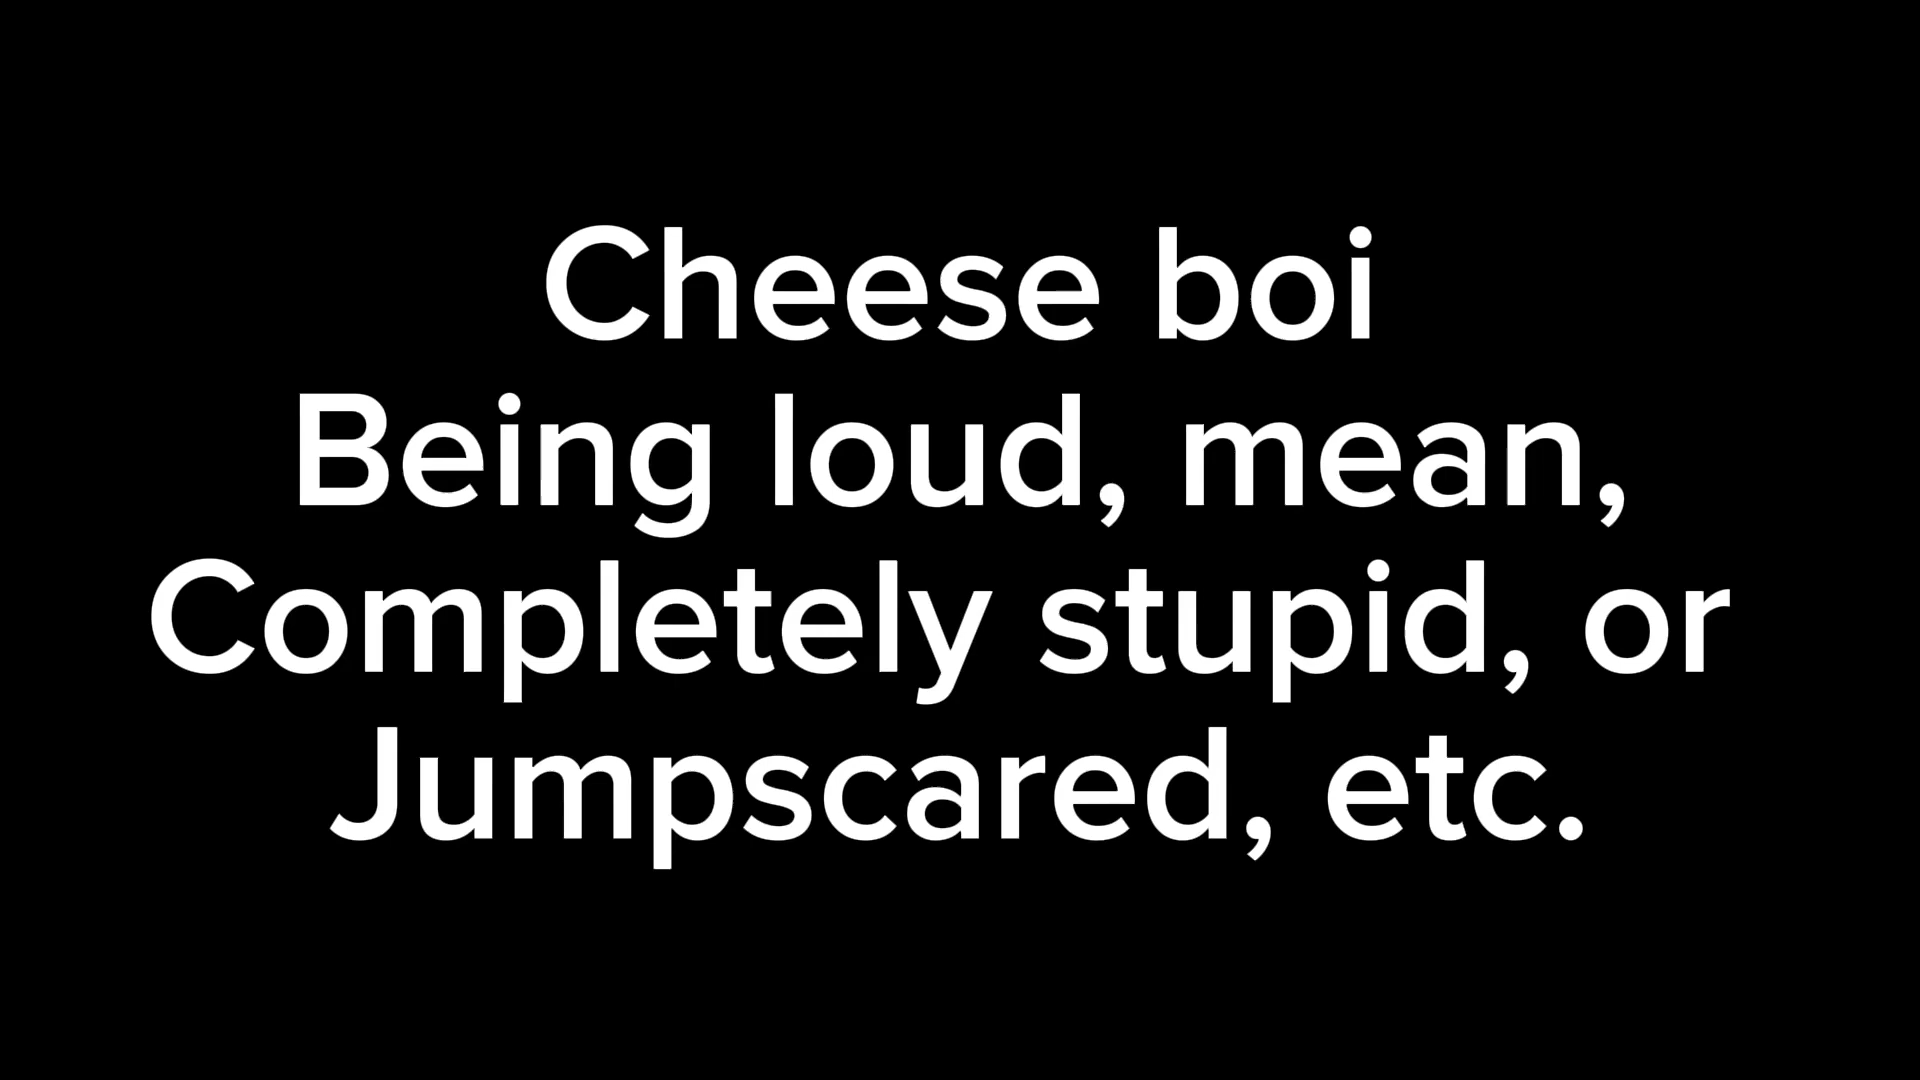 Cheese boi
Being loud, mean,
Completely stupid, or
Jumpscared, etc.